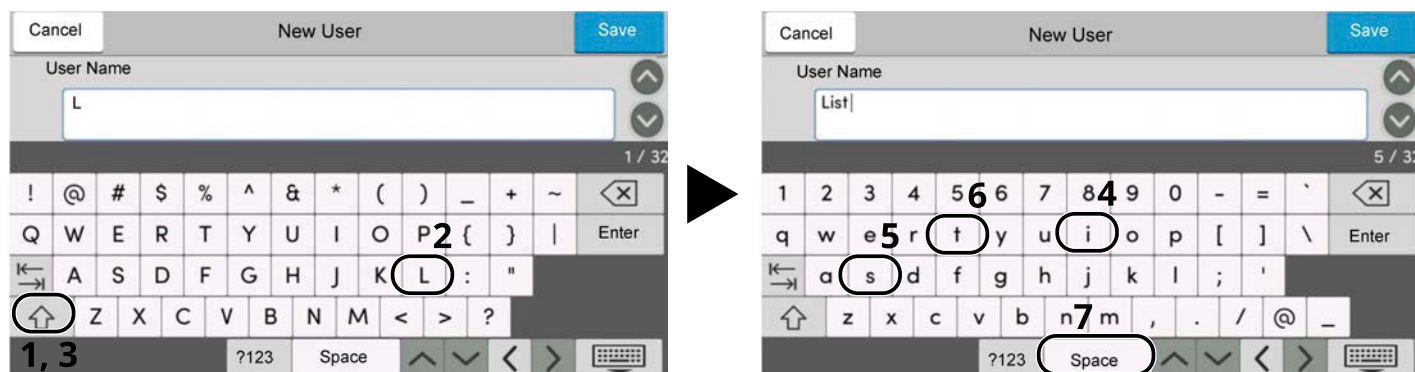 Cancel New User Save
User Name
L
1 / 32
! @ # $ % ^ & * ( ) _ + ~
Q W E R T Y U I O P { } | Enter
2
A S D F G H J K L : "
Z X C V B N M < > ?
1, 3
?123 Space
Cancel New User Save
User Name
List
5 / 32
1 2 3 4 5 6 7 8 9 0 - = `
6 4
q w e r t y u i o p [ ] \ Enter
5
a s d f g h j k l ; '
z x c v b n m , . / @ _
7
?123 Space